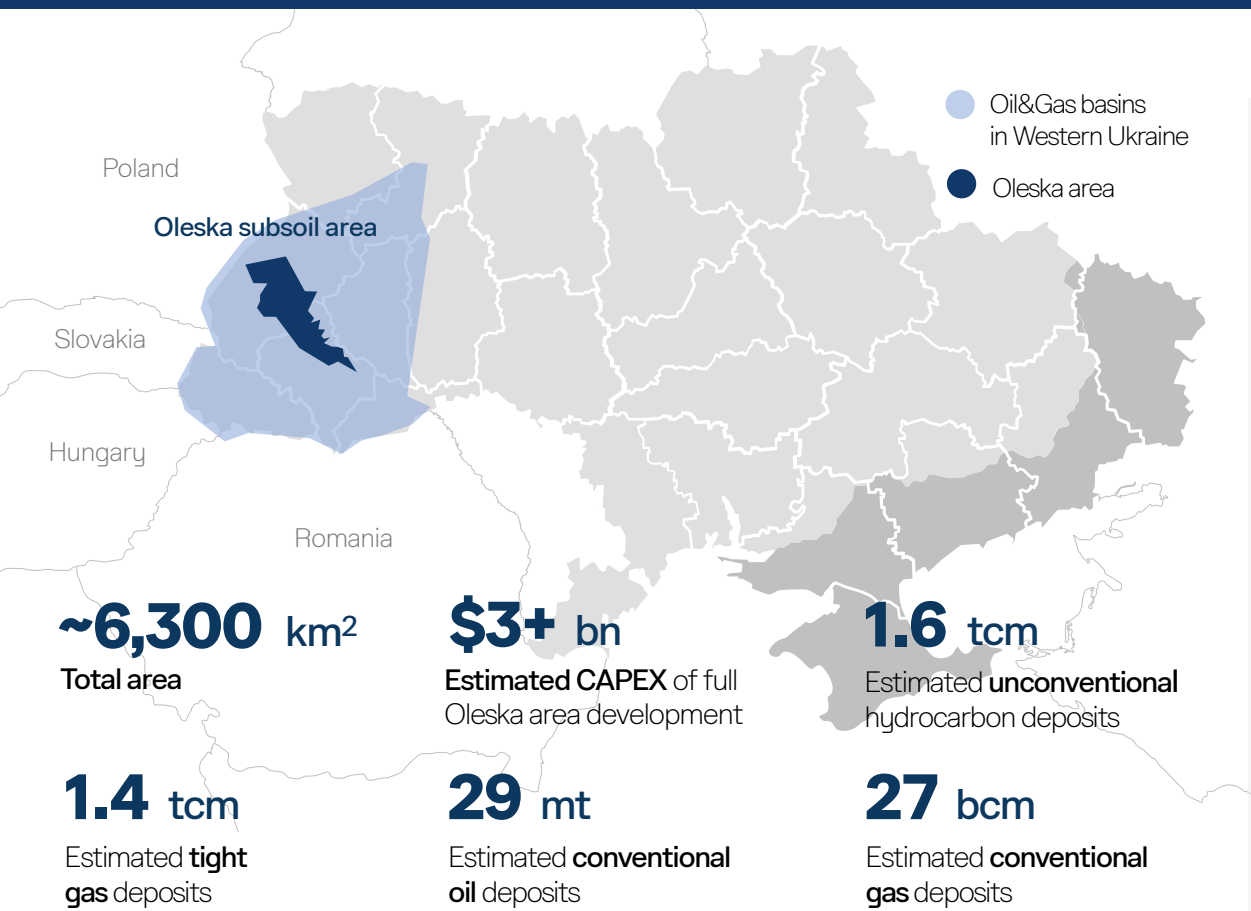 Oil&Gas basins
in Western Ukraine
Oleska area
Poland
Oleska subsoil area
Slovakia
Hungary
Romania
~6,300 km²
Total area
$3+ bn
Estimated CAPEX of full
Oleska area development
1.6 tcm
Estimated unconventional
hydrocarbon deposits
1.4 tcm
Estimated tight
gas deposits
29 mt
Estimated conventional
oil deposits
27 bcm
Estimated conventional
gas deposits